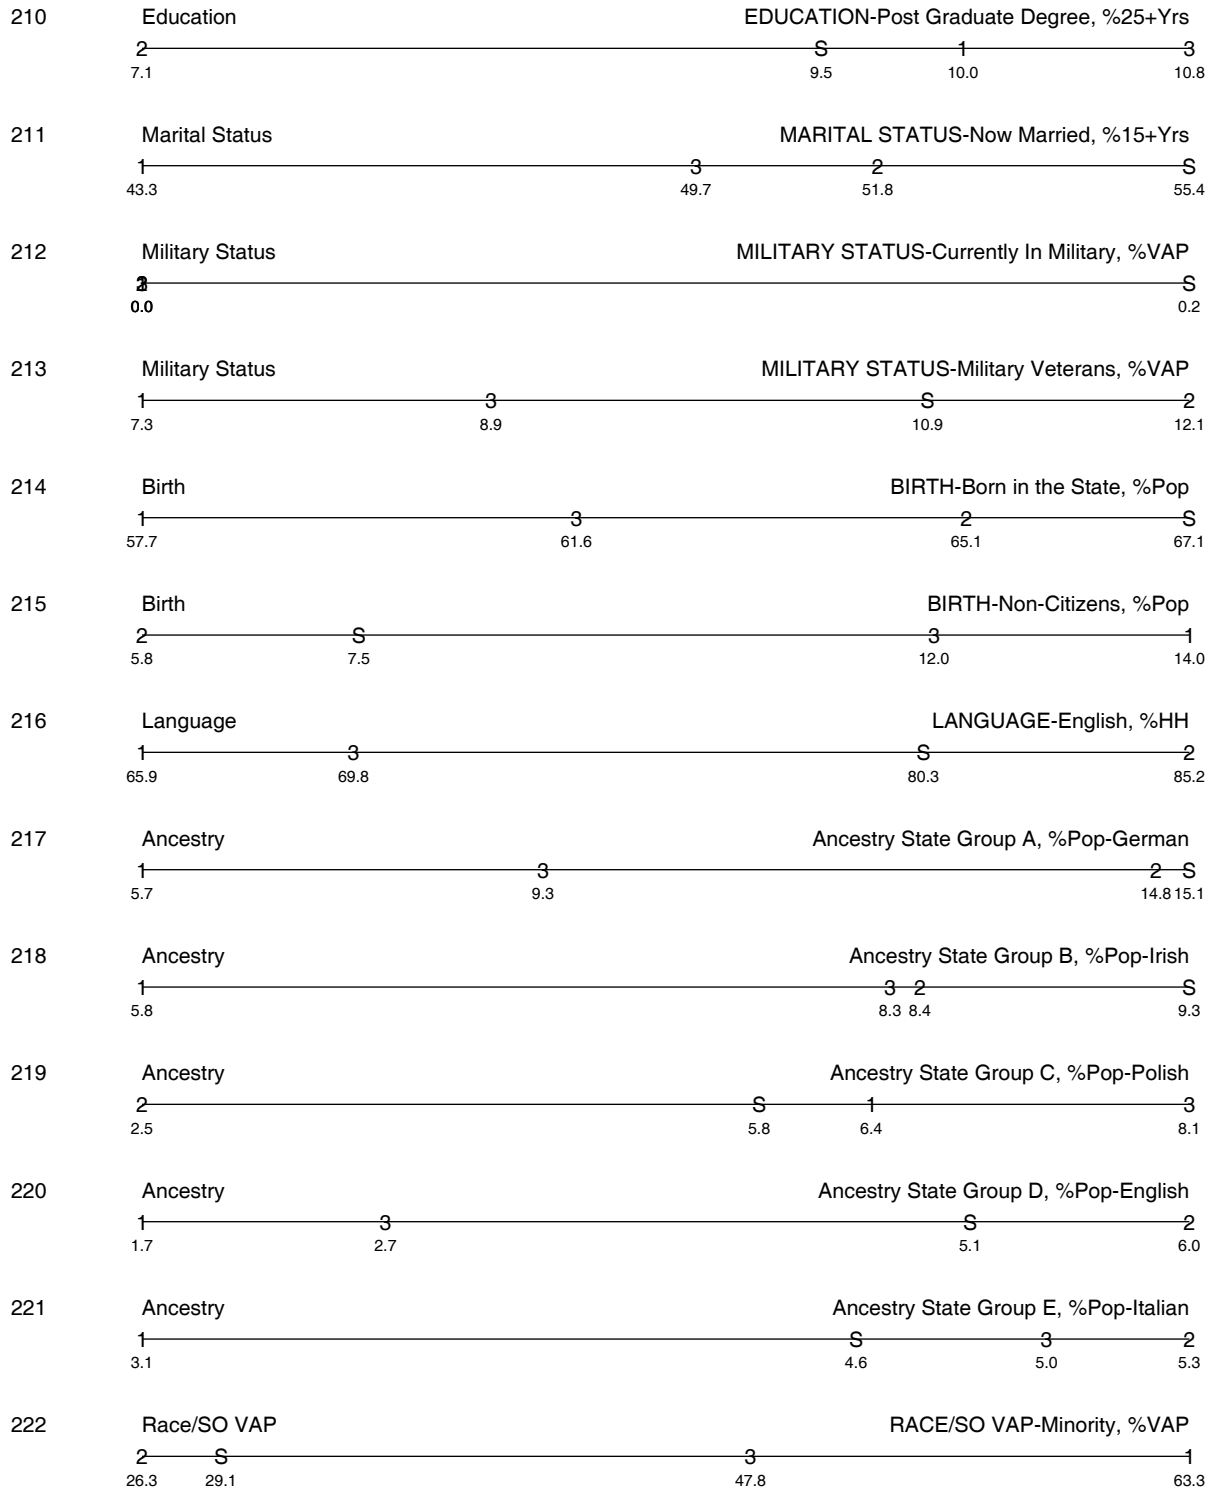 210 Education EDUCATION-Post Graduate Degree, %25+Yrs
2 S 1 3
7.1 9.5 10.0 10.8
211 Marital Status MARITAL STATUS-Now Married, %15+Yrs
1 3 2 S
43.3 49.7 51.8 55.4
212 Military Status MILITARY STATUS-Currently In Military, %VAP
S
0.0 0.2
213 Military Status MILITARY STATUS-Military Veterans, %VAP
1 3 S 2
7.3 8.9 10.9 12.1
214 Birth BIRTH-Born in the State, %Pop
1 3 2 S
57.7 61.6 65.1 67.1
215 Birth BIRTH-Non-Citizens, %Pop
2 S 3 1
5.8 7.5 12.0 14.0
216 Language LANGUAGE-English, %HH
1 3 S 2
65.9 69.8 80.3 85.2
217 Ancestry Ancestry State Group A, %Pop-German
1 3 2 S
5.7 9.3 14.8 15.1
218 Ancestry Ancestry State Group B, %Pop-Irish
1 3 2 S
5.8 8.3 8.4 9.3
219 Ancestry Ancestry State Group C, %Pop-Polish
2 S 1 3
2.5 5.8 6.4 8.1
220 Ancestry Ancestry State Group D, %Pop-English
1 3 S 2
1.7 2.7 5.1 6.0
221 Ancestry Ancestry State Group E, %Pop-Italian
1 S 3 2
3.1 4.6 5.0 5.3
222 Race/SO VAP RACE/SO VAP-Minority, %VAP
2 S 3 1
26.3 29.1 47.8 63.3